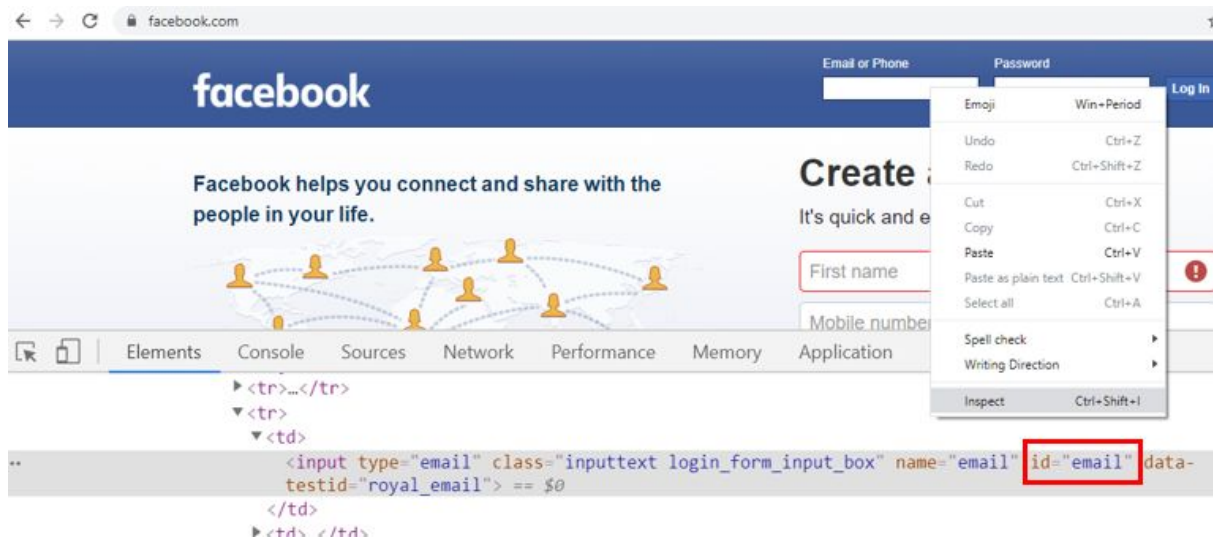 facebook.com
Email or Phone Password
facebook
Log In
Emoji Win+Period
Undo Ctrl+Z
Redo Ctrl+Shift+Z
Cut Ctrl+X
Copy Ctrl+C
Paste Ctrl+V
Paste as plain text Ctrl+Shift+V
Select all Ctrl+A
Spell check
Writing Direction
Inspect Ctrl+Shift+I
Facebook helps you connect and share with the
people in your life.
Create
It's quick and e
First name
Mobile number
Elements Console Sources Network Performance Memory Application
<tr>…</tr>
<tr>
<td>
<input type="email" class="inputtext login_form_input_box" name="email" id="email" data-
testid="royal_email"> == $0
</td>
<td> </td>